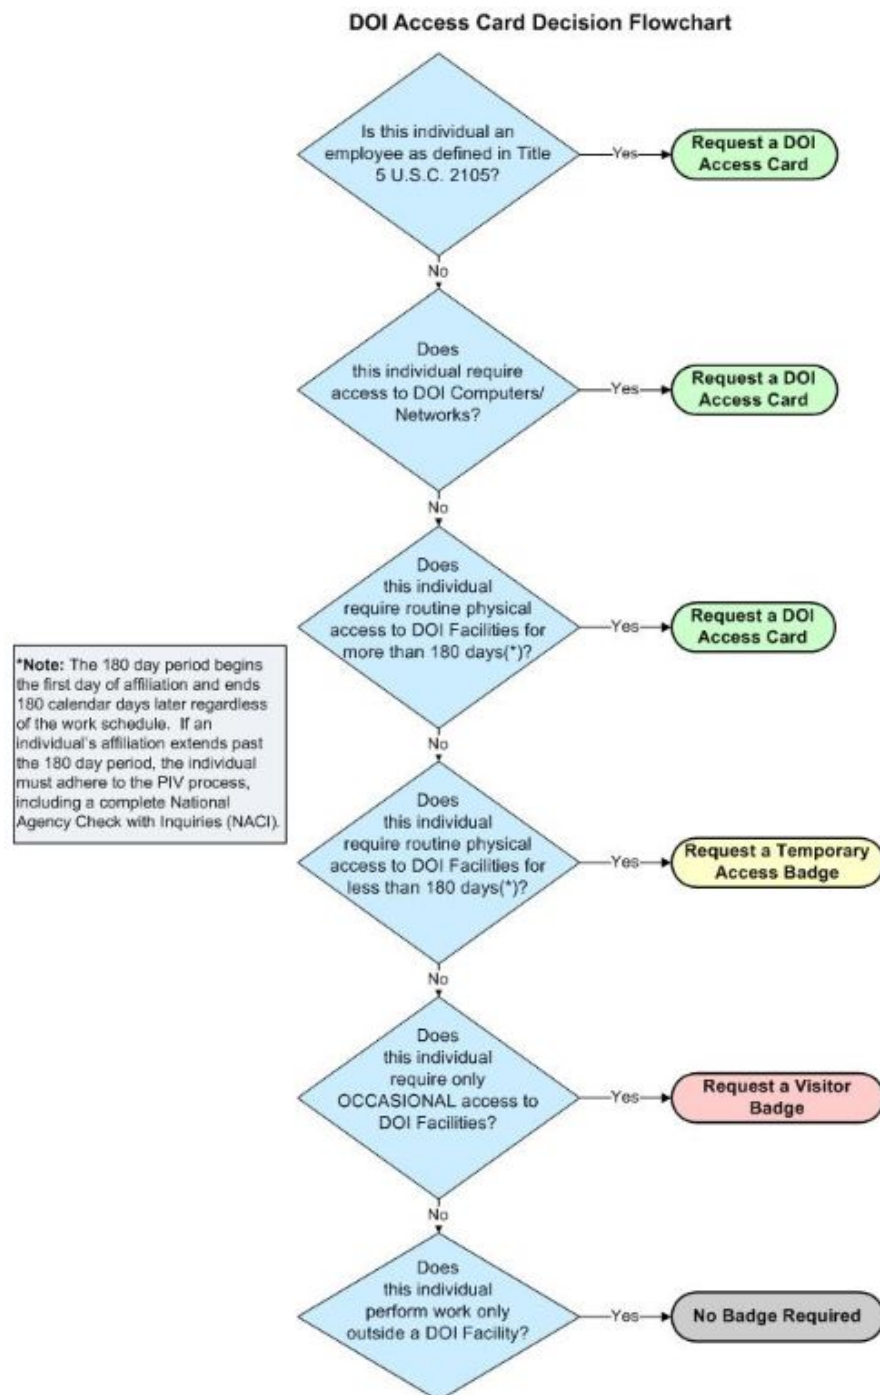 DOI Access Card Decision Flowchart
Is this individual an
employee as defined in Title
5 U.S.C. 2105?
Yes
Request a DOI
Access Card
No
Does
this individual require
access to DOI Computers/
Networks?
Yes
Request a DOI
Access Card
No
Does
this individual
require routine physical
access to DOI Facilities for
more than 180 days(*)?
Yes
Request a DOI
Access Card
*Note: The 180 day period begins
the first day of affiliation and ends
180 calendar days later regardless
of the work schedule. If an
individual's affiliation extends past
the 180 day period, the individual
must adhere to the PIV process,
including a complete National
Agency Check with Inquiries (NACI).
No
Does
this individual
require routine physical
access to DOI Facilities for
less than 180 days(*)?
Yes
Request a Temporary
Access Badge
No
Does
this individual
require only
OCCASIONAL access to
DOI Facilities?
Yes
Request a Visitor
Badge
No
Does
this individual
perform work only
outside a DOI Facility?
Yes
No Badge Required